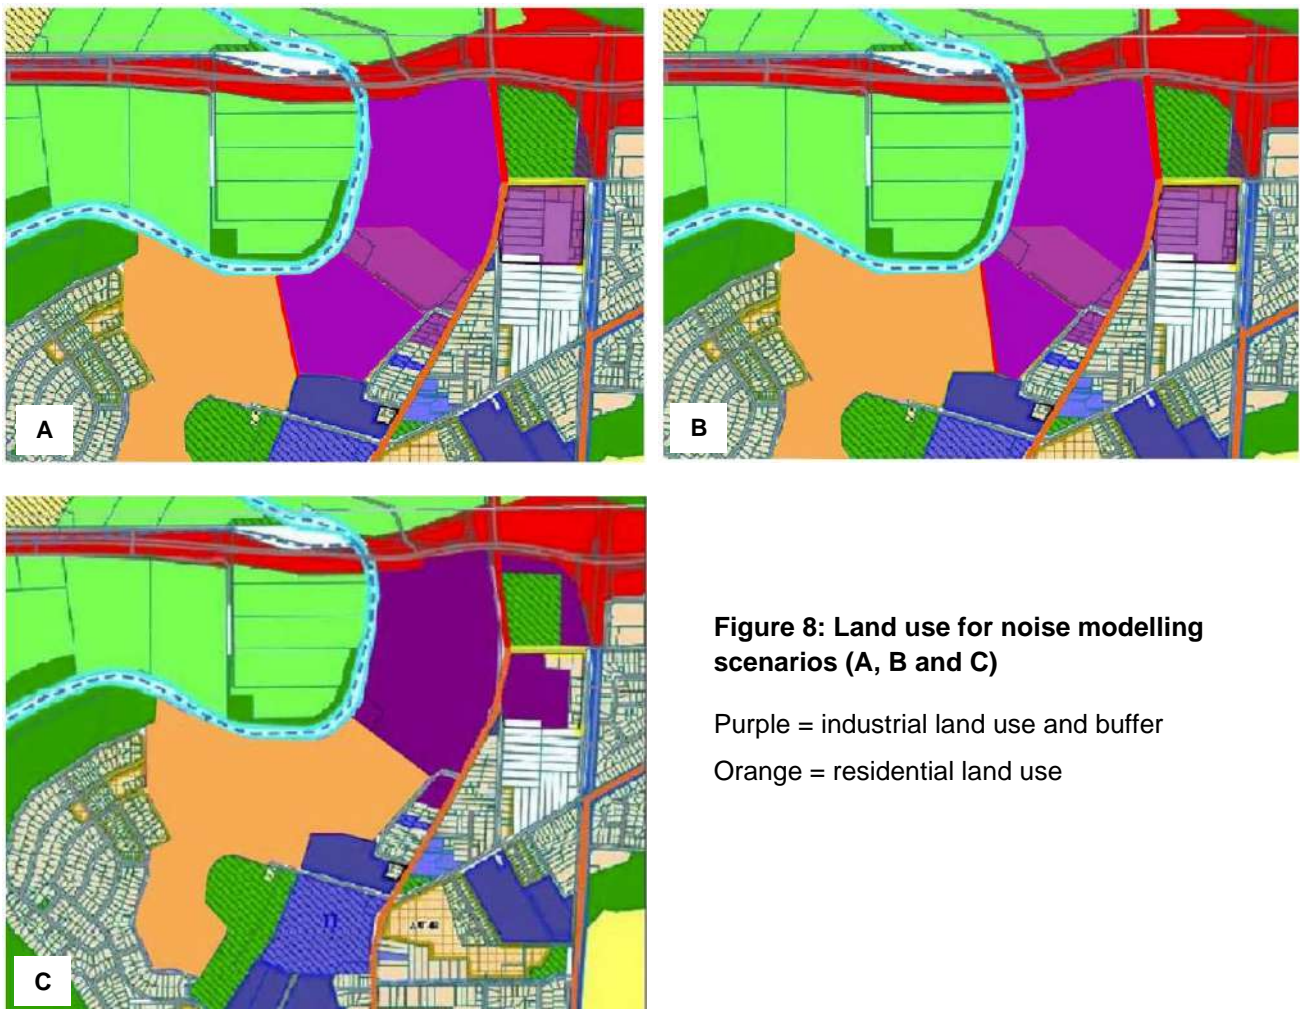 A
B
C
Figure 8: Land use for noise modelling
scenarios (A, B and C)
Purple = industrial land use and buffer
Orange = residential land use